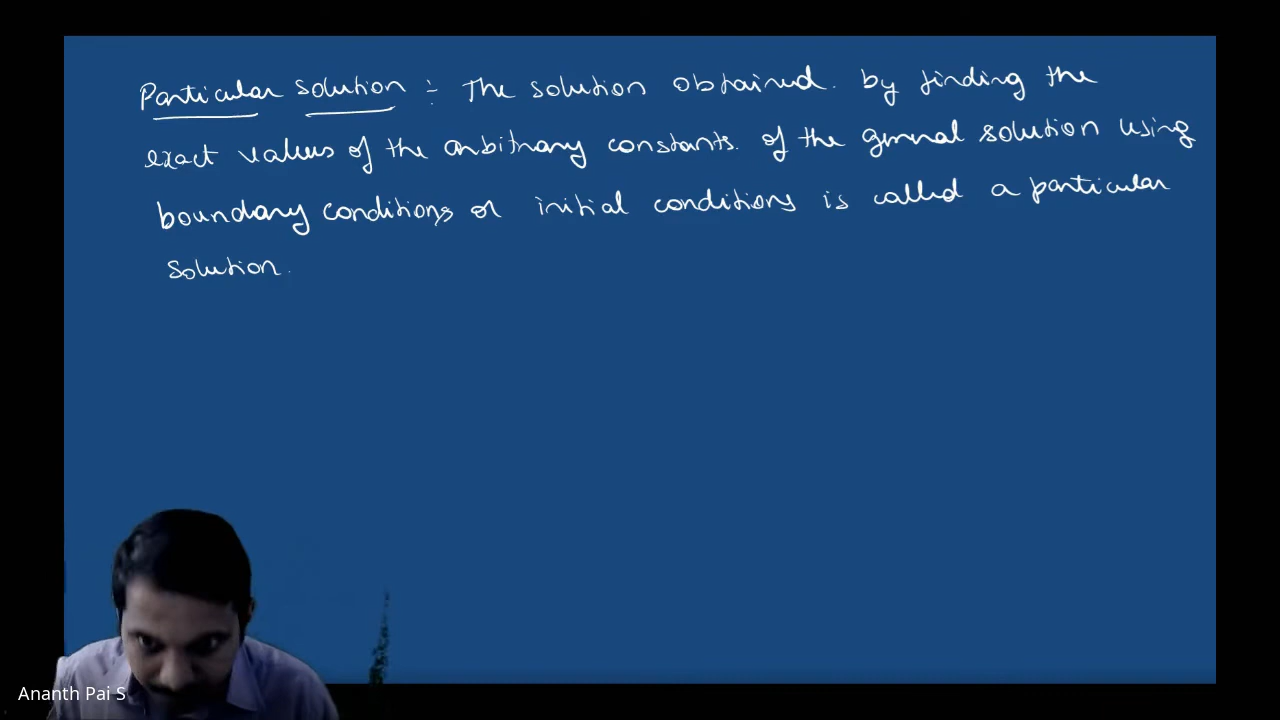 Particular solution :- The solution obtained. by finding the
exact values of the arbitrary constants. of the general solution using
boundary conditions or initial conditions is called a particular
solution.
Ananth Pai S